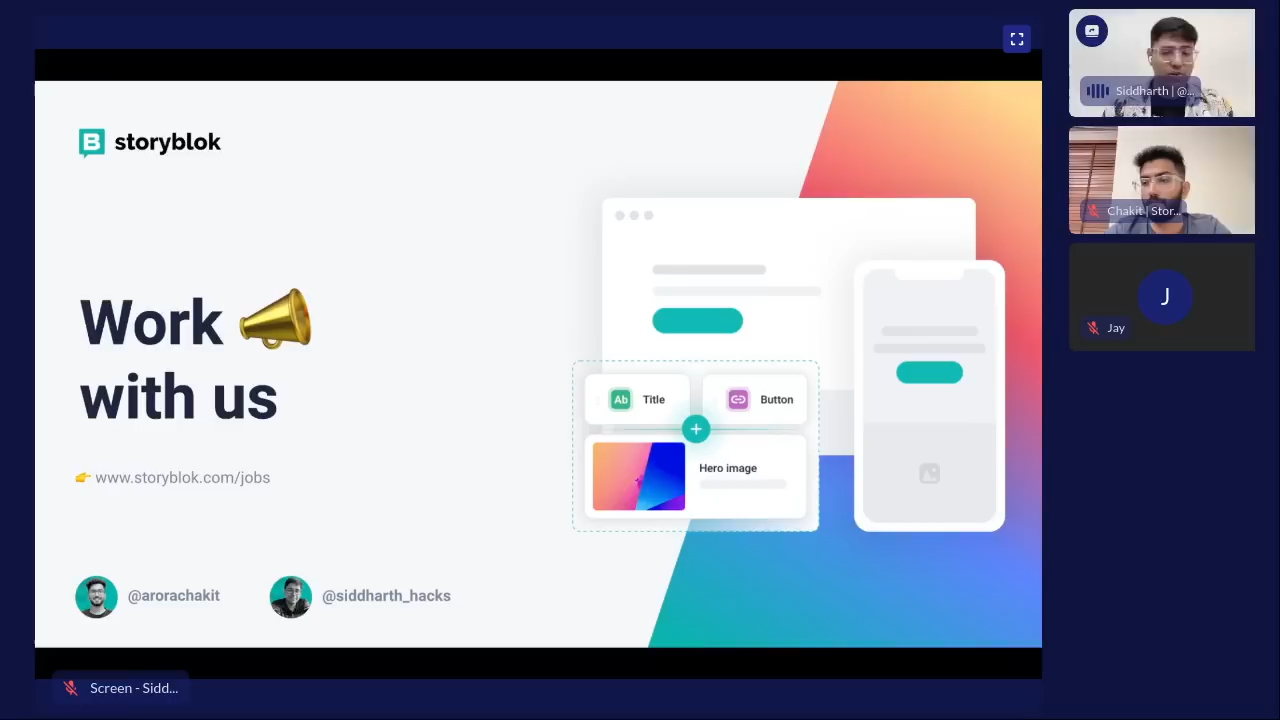 storyblok
Work
with us
www.storyblok.com/jobs
@arorachakit
@siddharth_hacks
Ab
Title
Button
Hero image
Screen - Sidd...
Siddharth | @...
Chakit | Stor...
J
Jay